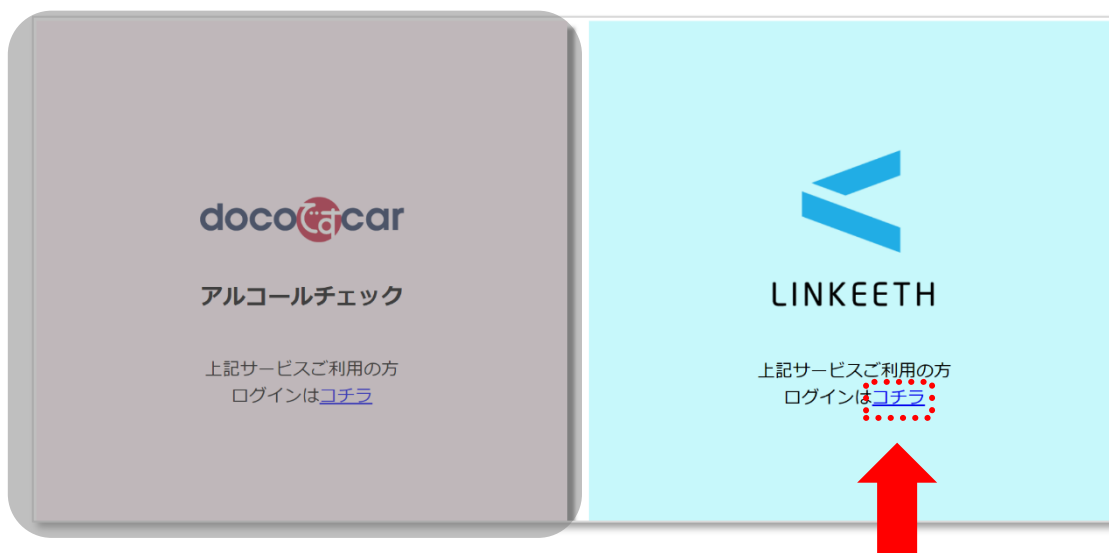 docoですcar
アルコールチェック
上記サービスご利用の方
ログインはコチラ
LINKEETH
上記サービスご利用の方
ログインはコチラ